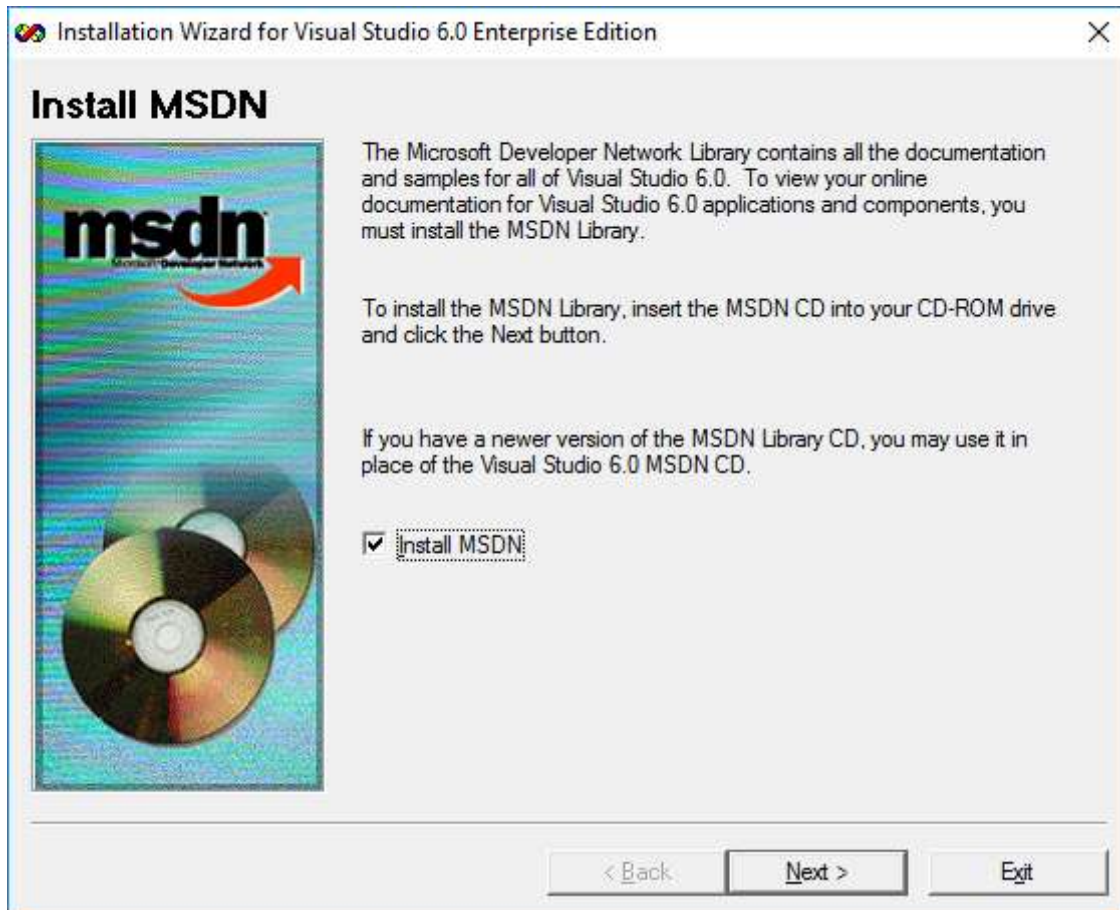 Installation Wizard for Visual Studio 6.0 Enterprise Edition
Install MSDN
msdn
Microsoft Developer Network
The Microsoft Developer Network Library contains all the documentation
and samples for all of Visual Studio 6.0.  To view your online
documentation for Visual Studio 6.0 applications and components, you
must install the MSDN Library.
To install the MSDN Library, insert the MSDN CD into your CD-ROM drive
and click the Next button.
If you have a newer version of the MSDN Library CD, you may use it in
place of the Visual Studio 6.0 MSDN CD.
Install MSDN
< Back
Next >
Exit